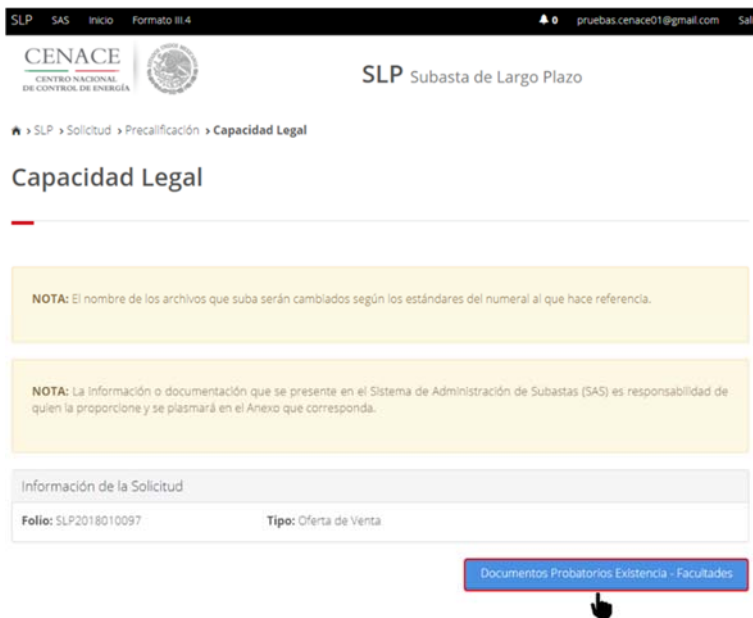 SLP SAS Inicio Formato III.4 0 pruebas.cenace01@gmail.com Sal
CENACE
CENTRO NACIONAL
DE CONTROL DE ENERGÍA
SLP Subasta de Largo Plazo
> SLP > Solicitud > Precalificación > Capacidad Legal
Capacidad Legal
NOTA: El nombre de los archivos que suba serán cambiados según los estándares del numeral al que hace referencia.
NOTA: La información o documentación que se presente en el Sistema de Administración de Subastas (SAS) es responsabilidad de
quien la proporcione y se plasmará en el Anexo que corresponda.
Información de la Solicitud
Folio: SLP2018010097 Tipo: Oferta de Venta
Documentos Probatorios Existencia - Facultades